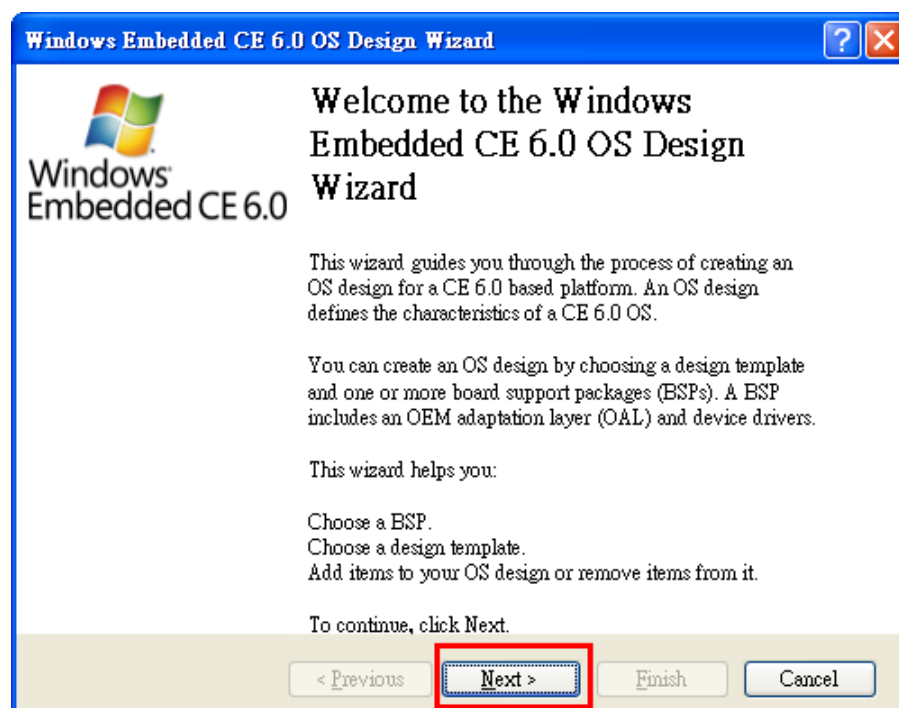 Windows Embedded CE 6.0 OS Design Wizard
Windows
Embedded CE 6.0
Welcome to the Windows
Embedded CE 6.0 OS Design
Wizard
This wizard guides you through the process of creating an
OS design for a CE 6.0 based platform. An OS design
defines the characteristics of a CE 6.0 OS.
You can create an OS design by choosing a design template
and one or more board support packages (BSPs). A BSP
includes an OEM adaptation layer (OAL) and device drivers.
This wizard helps you:
Choose a BSP.
Choose a design template.
Add items to your OS design or remove items from it.
To continue, click Next.
< Previous Next > Finish Cancel